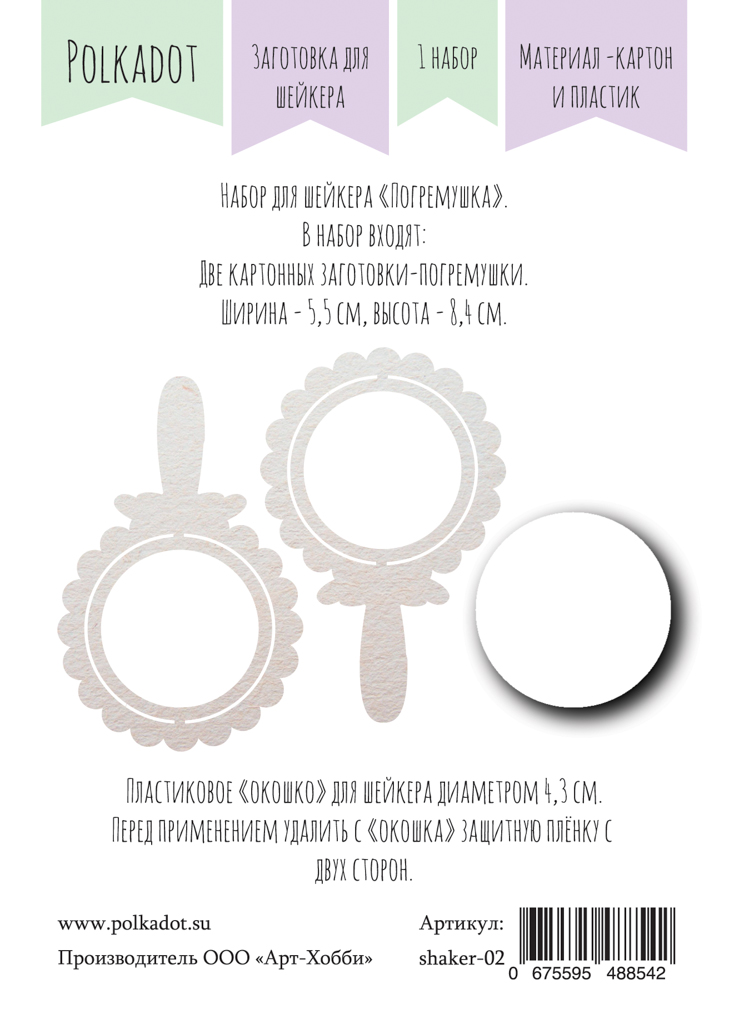 Polkadot
Заготовка для
шейкера
1 набор
Материал -картон
и пластик
Набор для шейкера «Погремушка».
В набор входят:
Две картонных заготовки-погремушки.
Ширина - 5,5 см, высота - 8,4 см.
Пластиковое «окошко» для шейкера диаметром 4,3 см.
Перед применением удалить с «окошка» защитную плёнку с
двух сторон.
www.polkadot.su
Производитель ООО «Арт-Хобби»
Артикул:
shaker-02
0 675595 488542